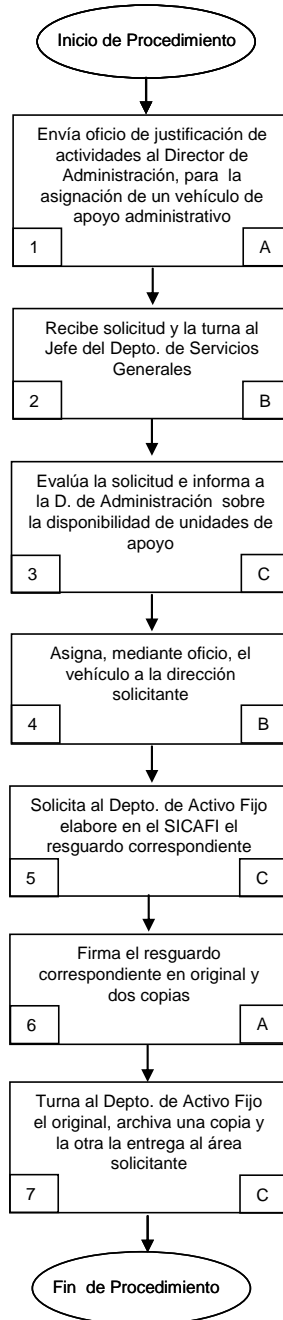 Inicio de Procedimiento
Envía oficio de justificación de
actividades al Director de
Administración, para la
asignación de un vehículo de
apoyo administrativo
1 A
Recibe solicitud y la turna al
Jefe del Depto. de Servicios
Generales
2 B
Evalúa la solicitud e informa a
la D. de Administración sobre
la disponibilidad de unidades de
apoyo
3 C
Asigna, mediante oficio, el
vehículo a la dirección
solicitante
4 B
Solicita al Depto. de Activo Fijo
elabore en el SICAFI el
resguardo correspondiente
5 C
Firma el resguardo
correspondiente en original y
dos copias
6 A
Turna al Depto. de Activo Fijo
el original, archiva una copia y
la otra la entrega al área
solicitante
7 C
Fin de Procedimiento